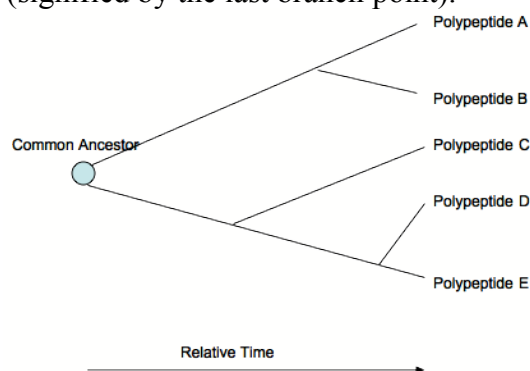 (signified by the last branch point).
Polypeptide A
Polypeptide B
Common Ancestor
Polypeptide C
Polypeptide D
Polypeptide E
Relative Time